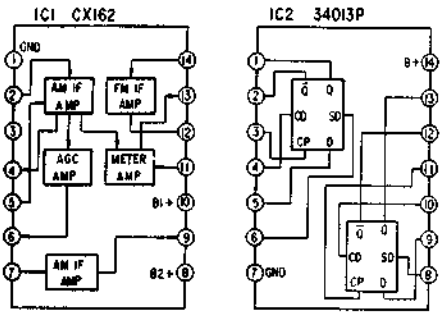 IC1 CX162
IC2 34013P
GND
1
2
3
4
5
6
7
14
13
12
11
B1+ 10
9
B2+ 8
AM IF
AMP
FM IF
AMP
AGC
AMP
METER
AMP
AM IF
AMP
1
2
3
4
5
6
7 GND
B+ 14
13
12
11
10
9
8
Q̅ Q
CD SD
CP D
Q̅ Q
CD SD
CP D